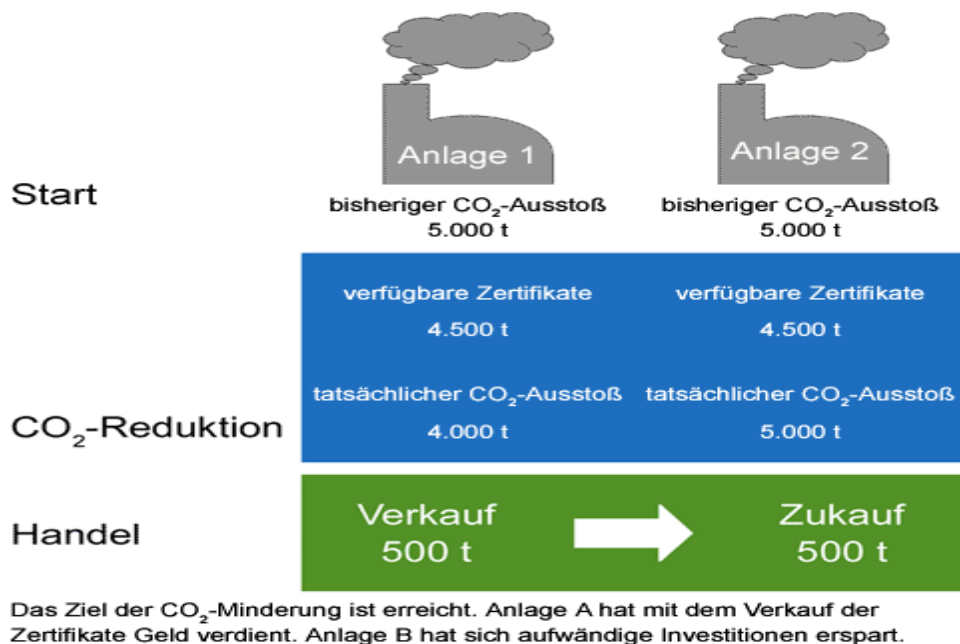 Anlage 1
Anlage 2
Start
bisheriger CO₂-Ausstoß
5.000 t
bisheriger CO₂-Ausstoß
5.000 t
verfügbare Zertifikate
4.500 t
verfügbare Zertifikate
4.500 t
CO₂-Reduktion
tatsächlicher CO₂-Ausstoß
4.000 t
tatsächlicher CO₂-Ausstoß
5.000 t
Handel
Verkauf
500 t
Zukauf
500 t
Das Ziel der CO₂-Minderung ist erreicht. Anlage A hat mit dem Verkauf der
Zertifikate Geld verdient. Anlage B hat sich aufwändige Investitionen erspart.